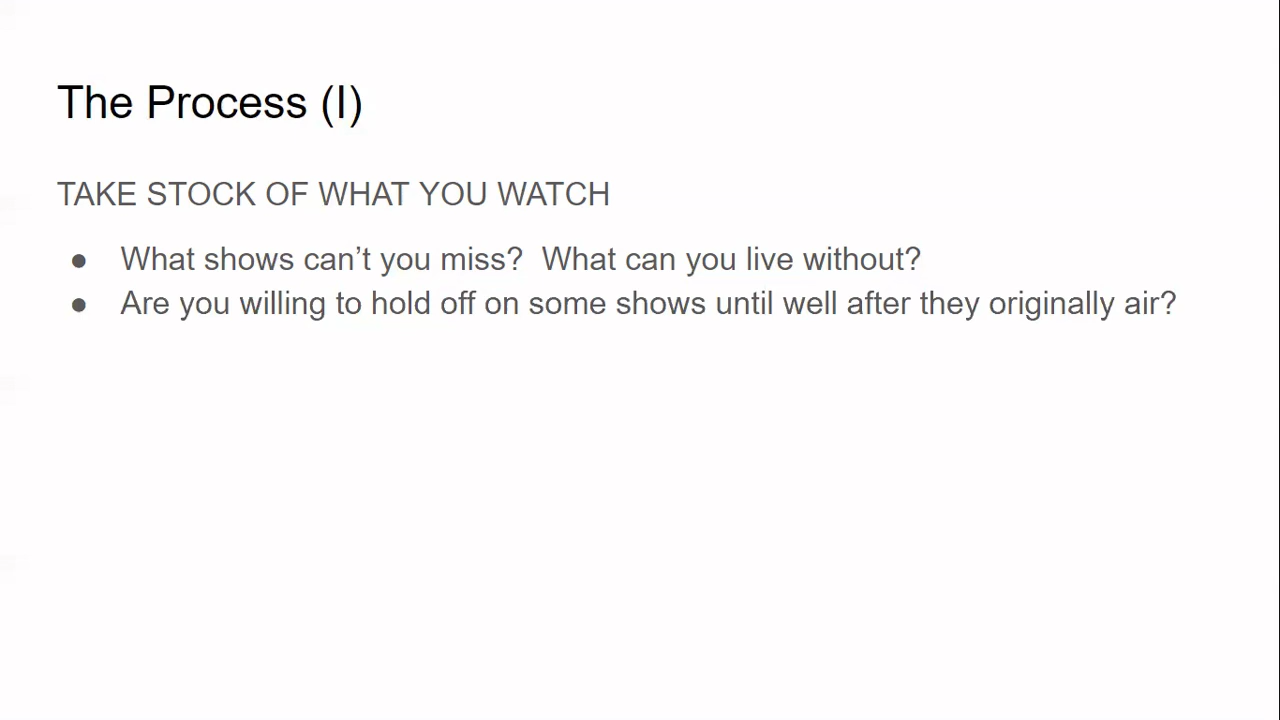 The Process (I)
TAKE STOCK OF WHAT YOU WATCH
● What shows can’t you miss?  What can you live without?
● Are you willing to hold off on some shows until well after they originally air?